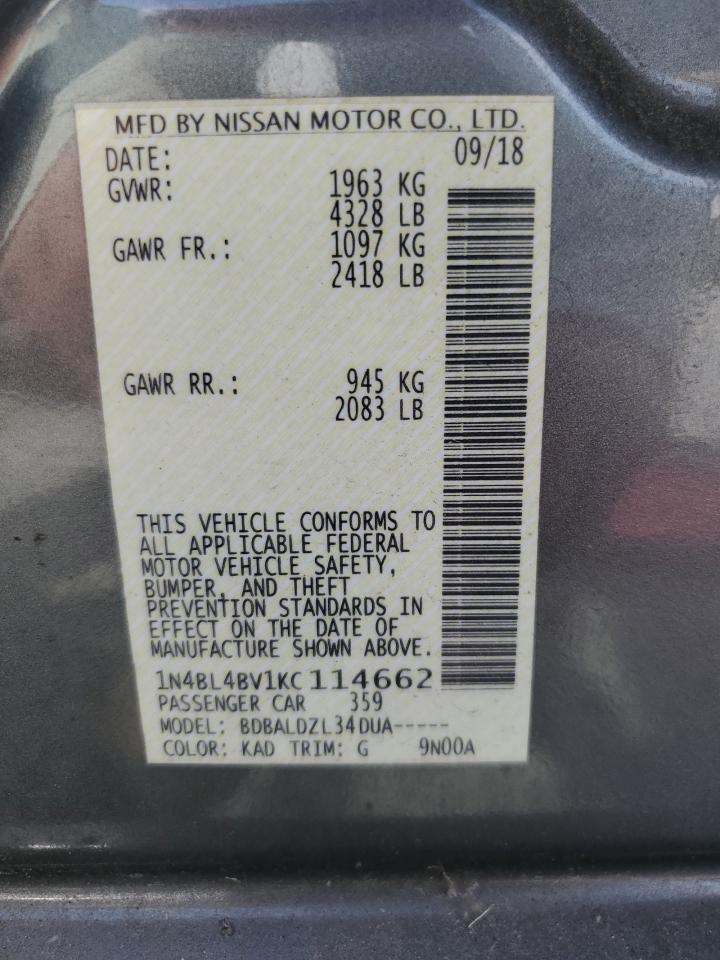 MFD BY NISSAN MOTOR CO., LTD.
DATE: 09/18
GVWR: 1963 KG
4328 LB
GAWR FR.: 1097 KG
2418 LB
GAWR RR.: 945 KG
2083 LB
THIS VEHICLE CONFORMS TO
ALL APPLICABLE FEDERAL
MOTOR VEHICLE SAFETY,
BUMPER, AND THEFT
PREVENTION STANDARDS IN
EFFECT ON THE DATE OF
MANUFACTURE SHOWN ABOVE.
1N4BL4BV1KC114662
PASSENGER CAR 359
MODEL: BDBALDZL34DUA-----
COLOR: KAD TRIM: G 9N00A